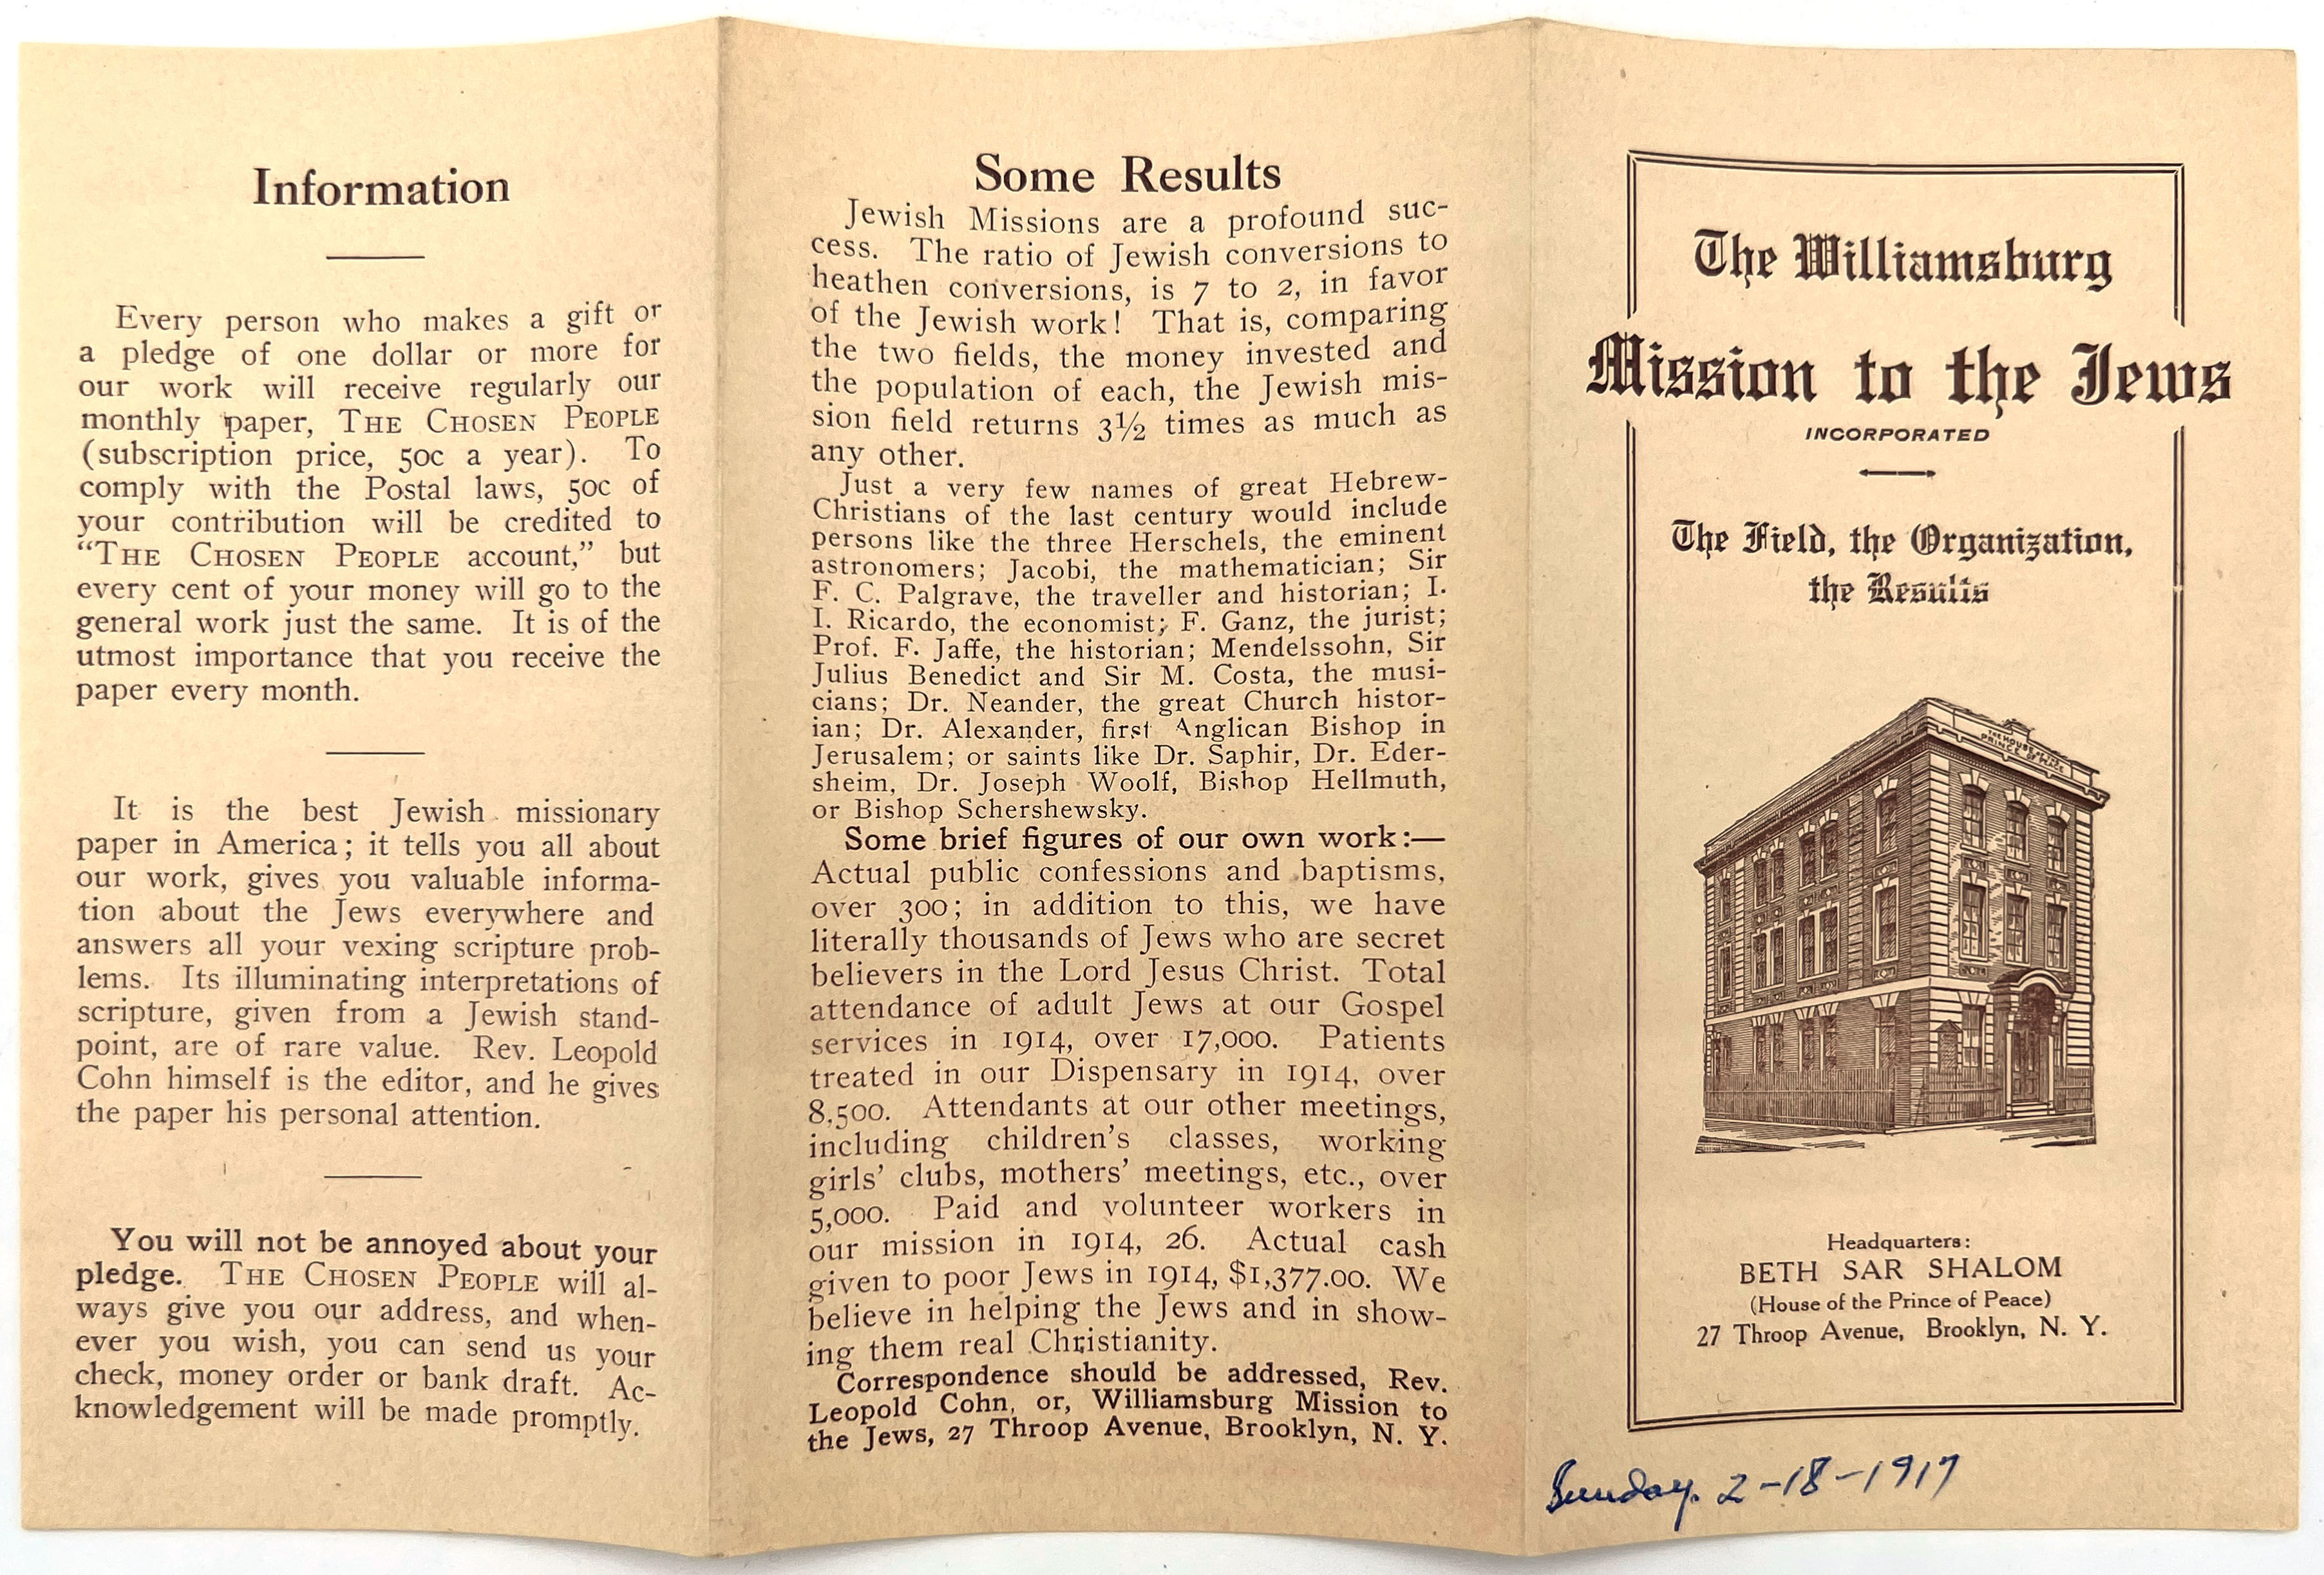 Information
Every person who makes a gift or
a pledge of one dollar or more for
our work will receive regularly our
monthly paper, THE CHOSEN PEOPLE
(subscription price, 50c a year). To
comply with the Postal laws, 50c of
your contribution will be credited to
“THE CHOSEN PEOPLE account,” but
every cent of your money will go to the
general work just the same. It is of the
utmost importance that you receive the
paper every month.
It is the best Jewish missionary
paper in America; it tells you all about
our work, gives you valuable informa-
tion about the Jews everywhere and
answers all your vexing scripture prob-
lems. Its illuminating interpretations of
scripture, given from a Jewish stand-
point, are of rare value. Rev. Leopold
Cohn himself is the editor, and he gives
the paper his personal attention.
You will not be annoyed about your
pledge. THE CHOSEN PEOPLE will al-
ways give you our address, and when-
ever you wish, you can send us your
check, money order or bank draft. Ac-
knowledgement will be made promptly.
Some Results
Jewish Missions are a profound suc-
cess. The ratio of Jewish conversions to
heathen conversions, is 7 to 2, in favor
of the Jewish work! That is, comparing
the two fields, the money invested and
the population of each, the Jewish mis-
sion field returns 3½ times as much as
any other.
Just a very few names of great Hebrew-
Christians of the last century would include
persons like the three Herschels, the eminent
astronomers; Jacobi, the mathematician; Sir
F. C. Palgrave, the traveller and historian; I.
I. Ricardo, the economist; F. Ganz, the jurist;
Prof. F. Jaffe, the historian; Mendelssohn, Sir
Julius Benedict and Sir M. Costa, the musi-
cians; Dr. Neander, the great Church histor-
ian; Dr. Alexander, first Anglican Bishop in
Jerusalem; or saints like Dr. Saphir, Dr. Eder-
sheim, Dr. Joseph Woolf, Bishop Hellmuth,
or Bishop Schershewsky.
Some brief figures of our own work:—
Actual public confessions and baptisms,
over 300; in addition to this, we have
literally thousands of Jews who are secret
believers in the Lord Jesus Christ. Total
attendance of adult Jews at our Gospel
services in 1914, over 17,000. Patients
treated in our Dispensary in 1914, over
8,500. Attendants at our other meetings,
including children’s classes, working
girls’ clubs, mothers’ meetings, etc., over
5,000. Paid and volunteer workers in
our mission in 1914, 26. Actual cash
given to poor Jews in 1914, $1,377.00. We
believe in helping the Jews and in show-
ing them real Christianity.
Correspondence should be addressed, Rev.
Leopold Cohn, or, Williamsburg Mission to
the Jews, 27 Throop Avenue, Brooklyn, N. Y.
The Williamsburg
Mission to the Jews
INCORPORATED
The Field, the Organization,
the Results
THE HOUSE OF THE
PRINCE OF PEACE
Headquarters:
BETH SAR SHALOM
(House of the Prince of Peace)
27 Throop Avenue, Brooklyn, N. Y.
Sunday. 2-18-1917